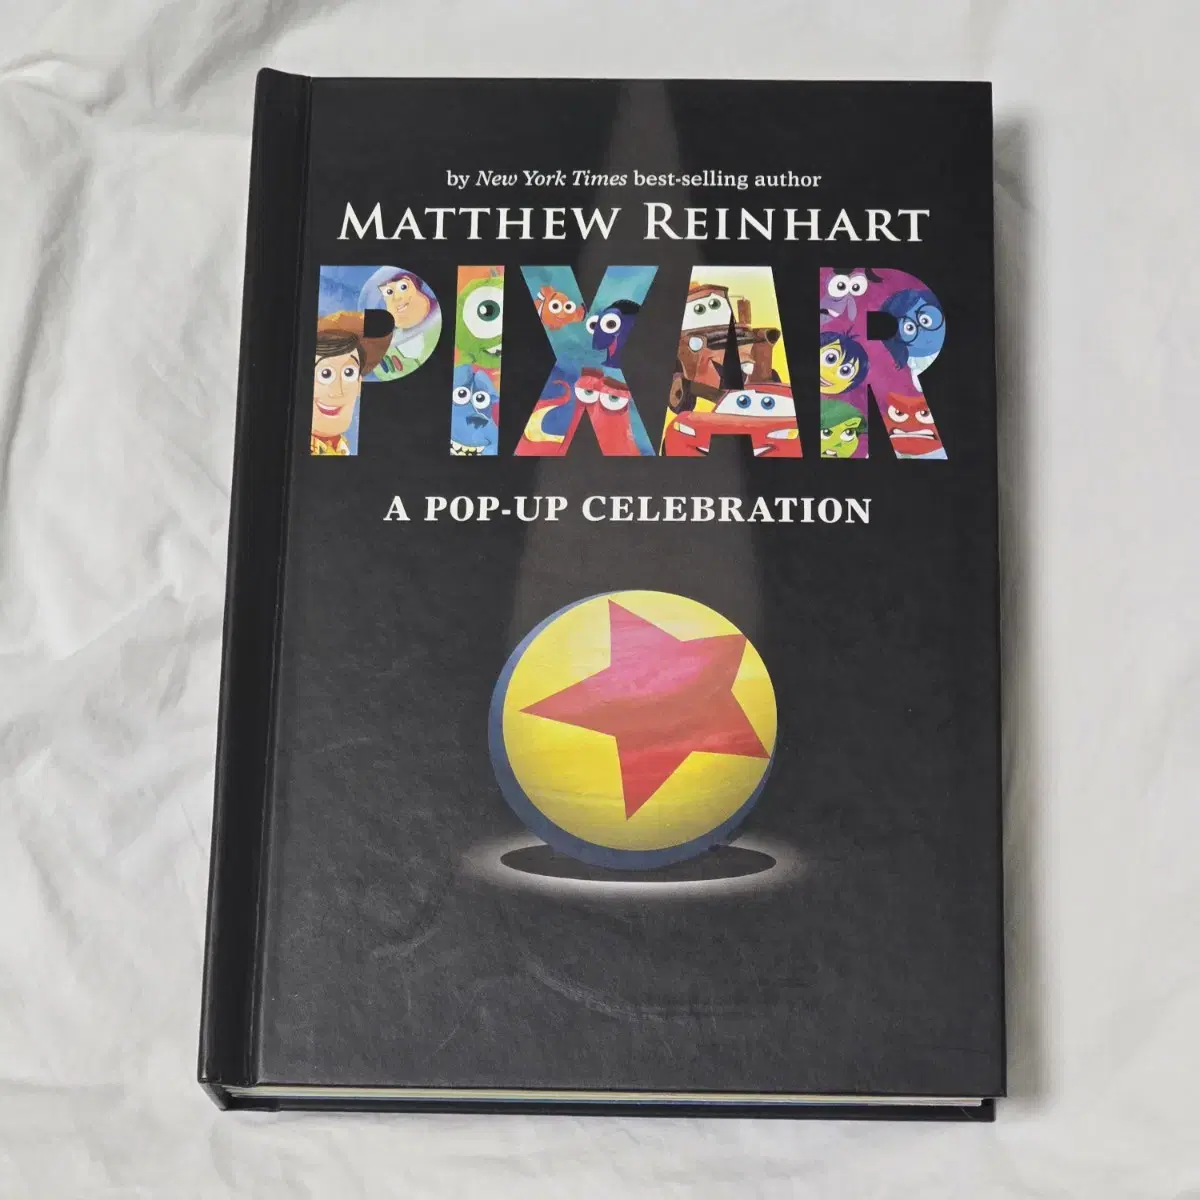 by New York Times best-selling author
MATTHEW REINHART
PIXAR
A POP-UP CELEBRATION